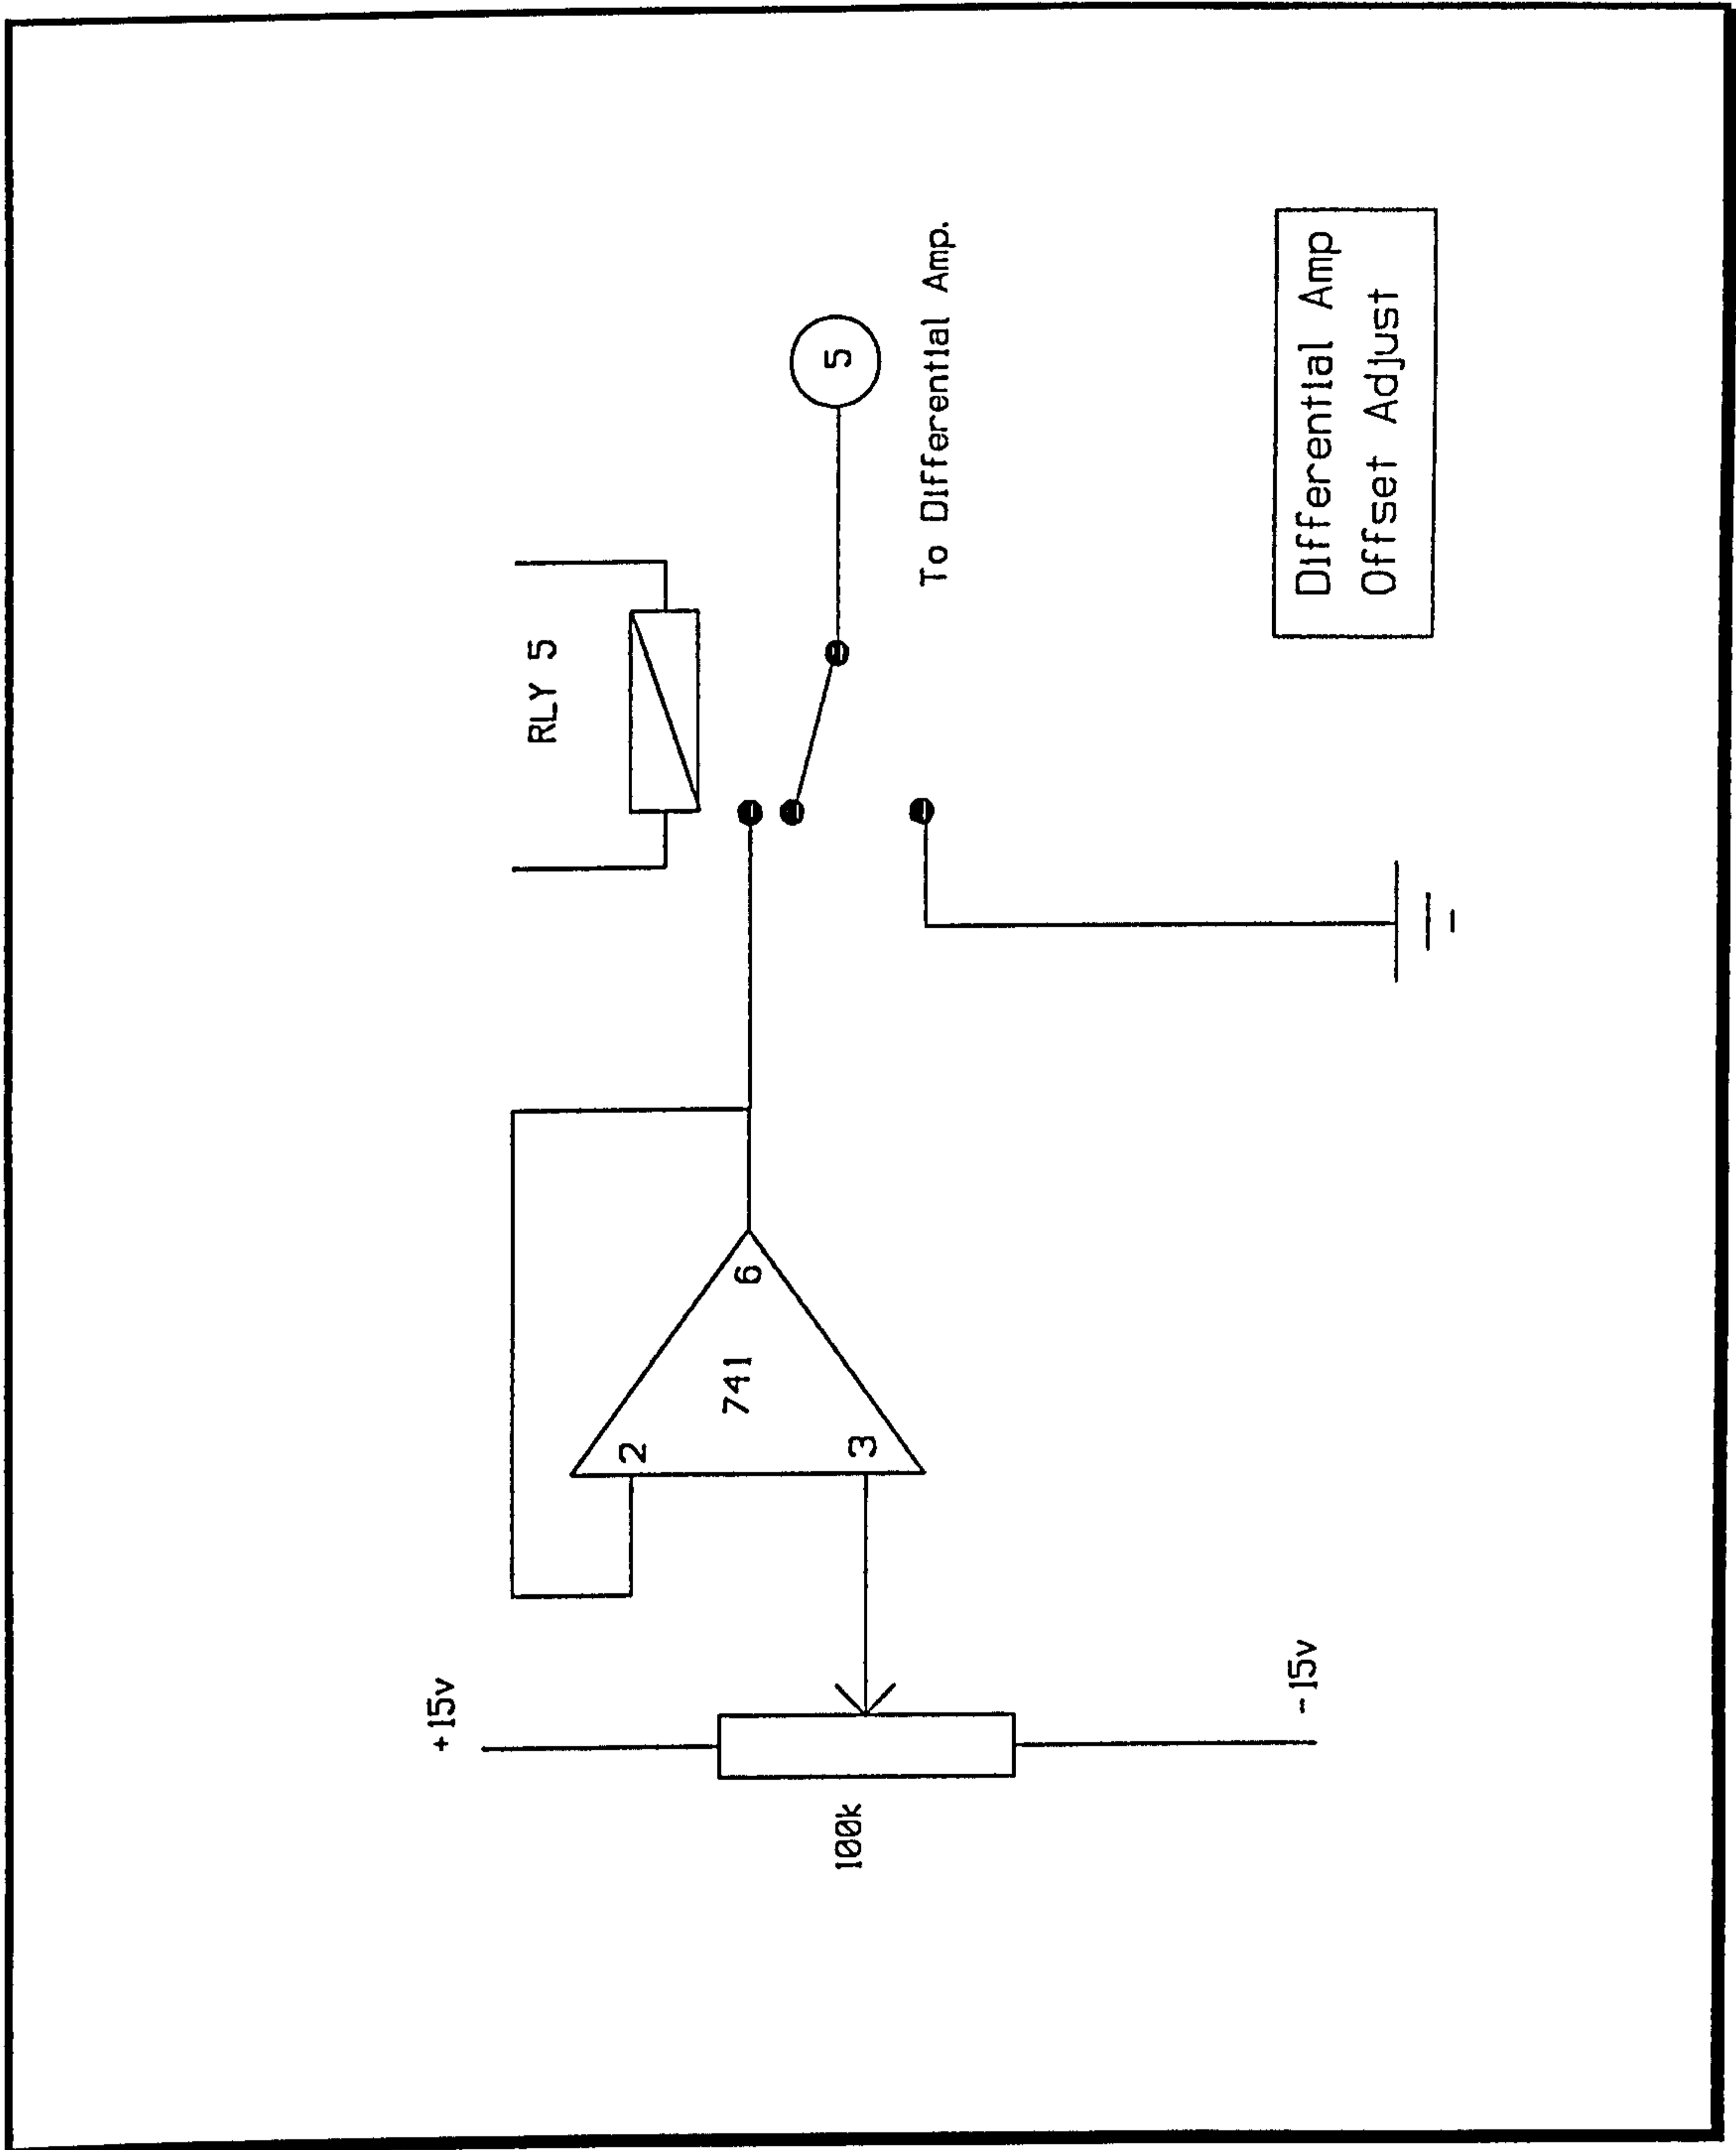 +15v
RLY 5
2
741
6
3
5
100k
To Differential Amp.
-15v
Differential Amp
Offset Adjust